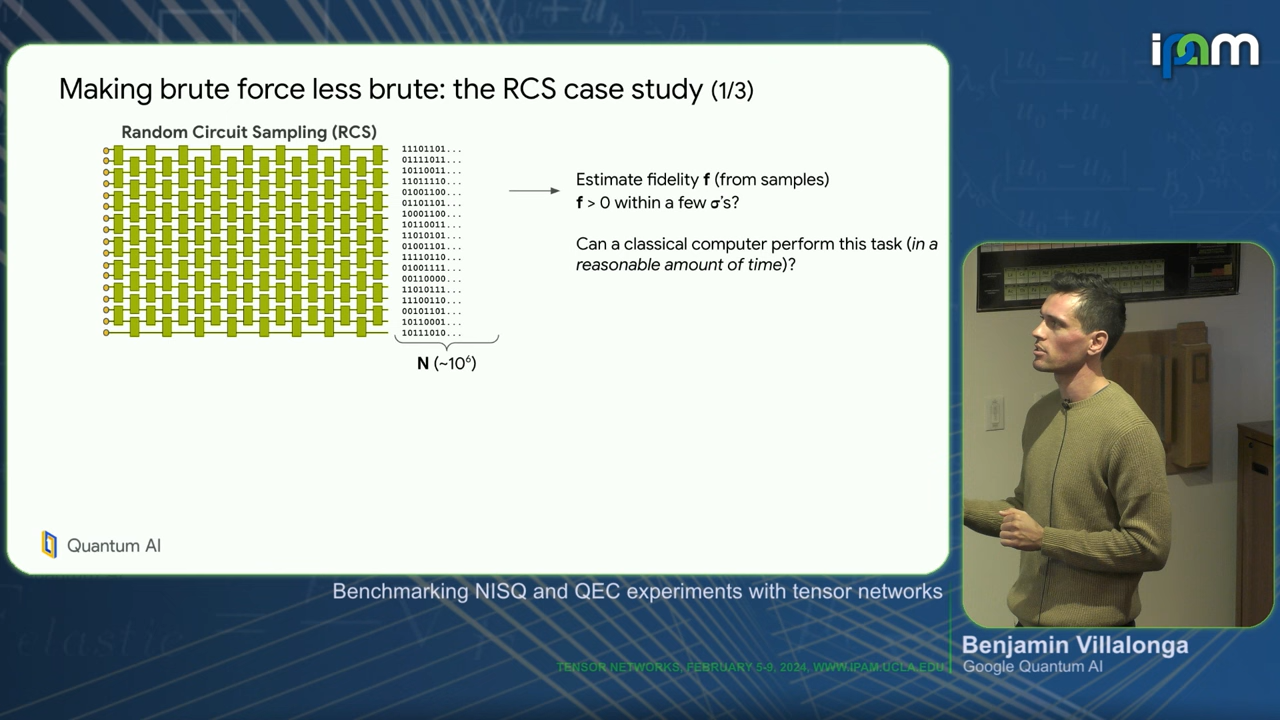 ipam
Making brute force less brute: the RCS case study (1/3)
Random Circuit Sampling (RCS)
11101101...
01111011...
10110011...
11011110...
01001100...
01101101...
10001100...
10110011...
11010101...
01001101...
11110110...
01001111...
00110000...
11010111...
11100110...
00101101...
10110001...
10111010...
N (~10⁶)
Estimate fidelity f (from samples)
f > 0 within a few σ's?
Can a classical computer perform this task (in a
reasonable amount of time)?
Quantum AI
Benchmarking NISQ and QEC experiments with tensor networks
Benjamin Villalonga
Google Quantum AI
TENSOR NETWORKS, FEBRUARY 5-9, 2024, WWW.IPAM.UCLA.EDU
elastic